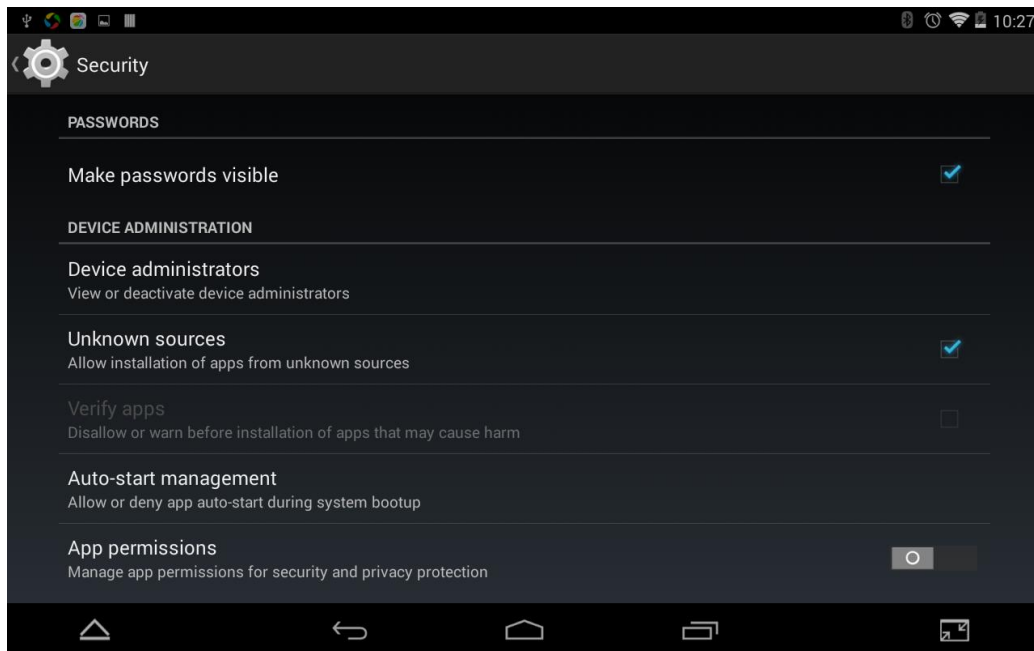 10:27
Security
PASSWORDS
Make passwords visible
DEVICE ADMINISTRATION
Device administrators
View or deactivate device administrators
Unknown sources
Allow installation of apps from unknown sources
Verify apps
Disallow or warn before installation of apps that may cause harm
Auto-start management
Allow or deny app auto-start during system bootup
App permissions
Manage app permissions for security and privacy protection